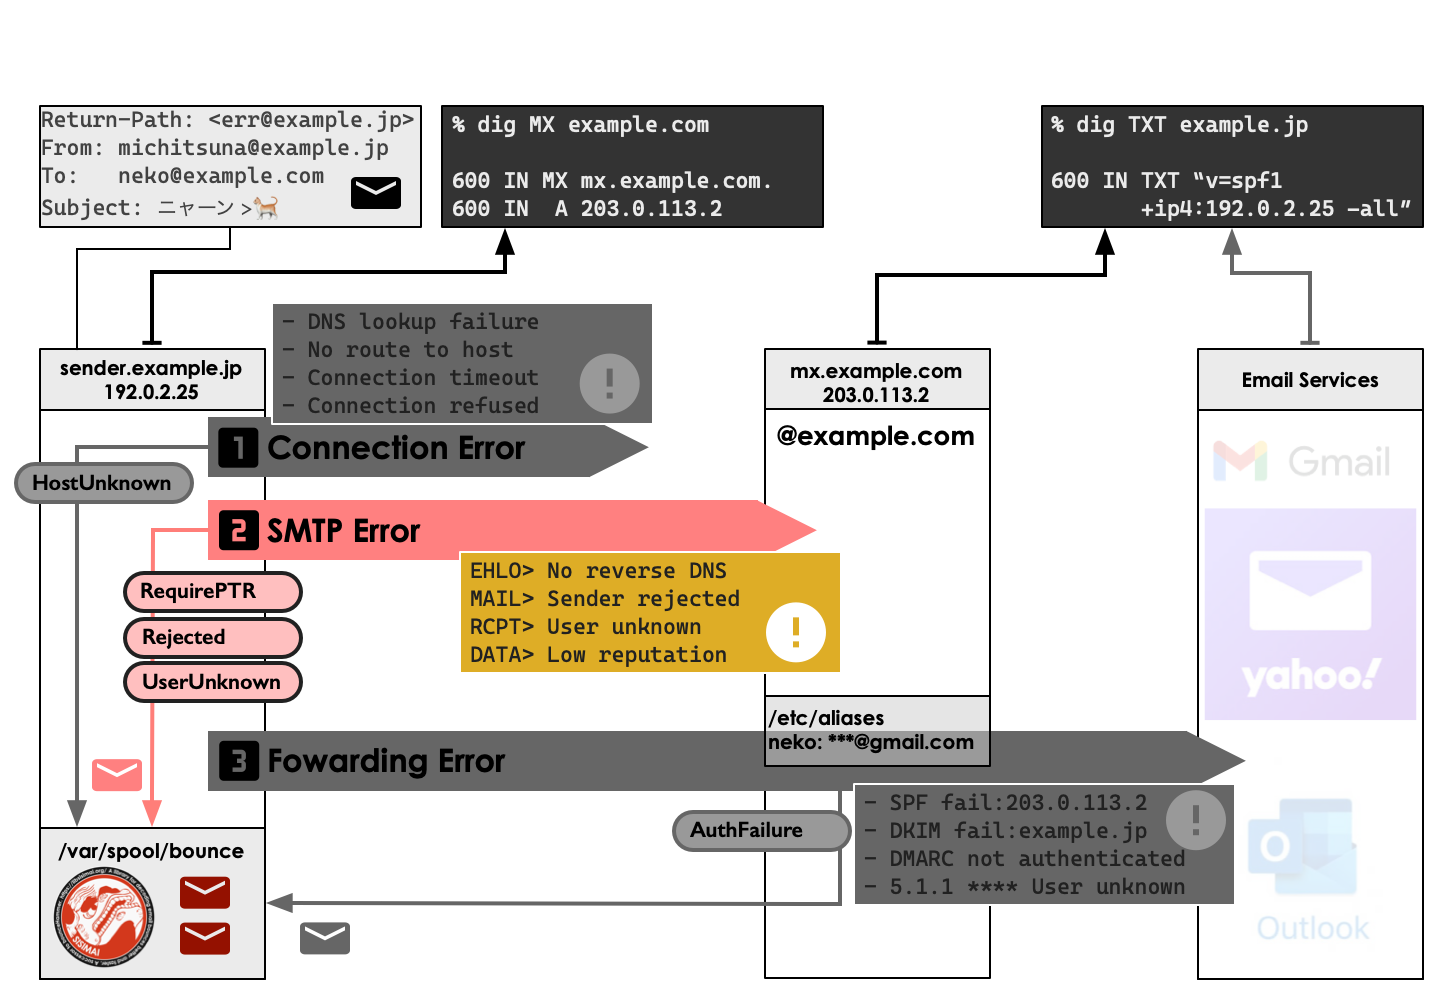 Return-Path: <err@example.jp>
From: michitsuna@example.jp
To:   neko@example.com
Subject: ニャーン >🐈
% dig MX example.com
600 IN MX mx.example.com.
600 IN  A 203.0.113.2
% dig TXT example.jp
600 IN TXT “v=spf1
+ip4:192.0.2.25 -all”
- DNS lookup failure
- No route to host
- Connection timeout
- Connection refused
sender.example.jp
192.0.2.25
mx.example.com
203.0.113.2
Email Services
@example.com
1 Connection Error
HostUnknown
Gmail
2 SMTP Error
RequirePTR
Rejected
UserUnknown
EHLO> No reverse DNS
MAIL> Sender rejected
RCPT> User unknown
DATA> Low reputation
yahoo!
/etc/aliases
neko: ***@gmail.com
3 Fowarding Error
AuthFailure
- SPF fail:203.0.113.2
- DKIM fail:example.jp
- DMARC not authenticated
- 5.1.1 **** User unknown
O
Outlook
/var/spool/bounce
SISIMAI